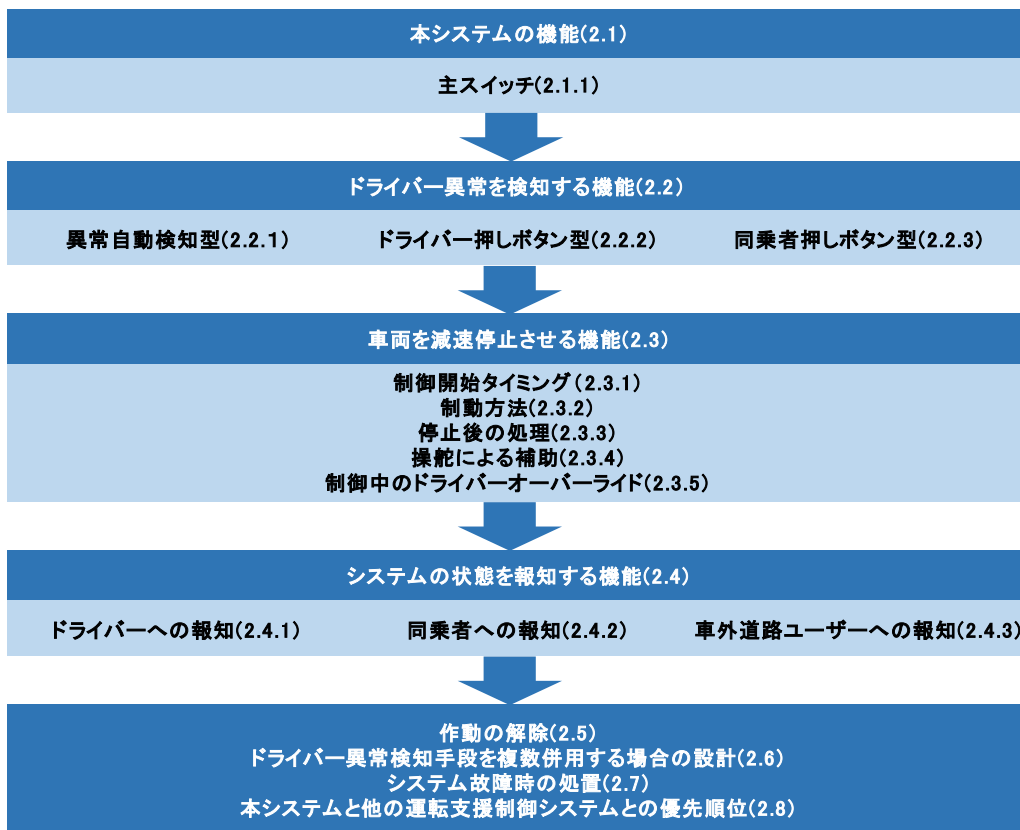 本システムの機能(2.1)
主スイッチ(2.1.1)
ドライバー異常を検知する機能(2.2)
異常自動検知型(2.2.1) ドライバー押しボタン型(2.2.2) 同乗者押しボタン型(2.2.3)
車両を減速停止させる機能(2.3)
制御開始タイミング(2.3.1)
制動方法(2.3.2)
停止後の処理(2.3.3)
操舵による補助(2.3.4)
制御中のドライバーオーバーライド(2.3.5)
システムの状態を報知する機能(2.4)
ドライバーへの報知(2.4.1) 同乗者への報知(2.4.2) 車外道路ユーザーへの報知(2.4.3)
作動の解除(2.5)
ドライバー異常検知手段を複数併用する場合の設計(2.6)
システム故障時の処置(2.7)
本システムと他の運転支援制御システムとの優先順位(2.8)